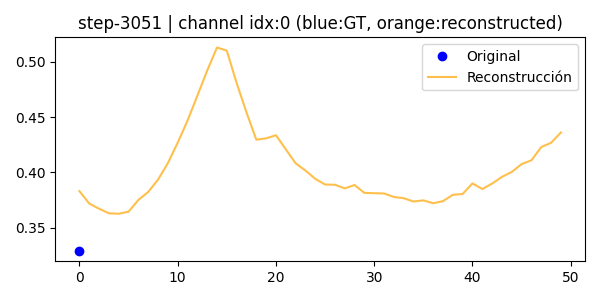 step-3051 | channel idx:0 (blue:GT, orange:reconstructed)
Original
Reconstrucción
0.50
0.45
0.40
0.35
0 10 20 30 40 50